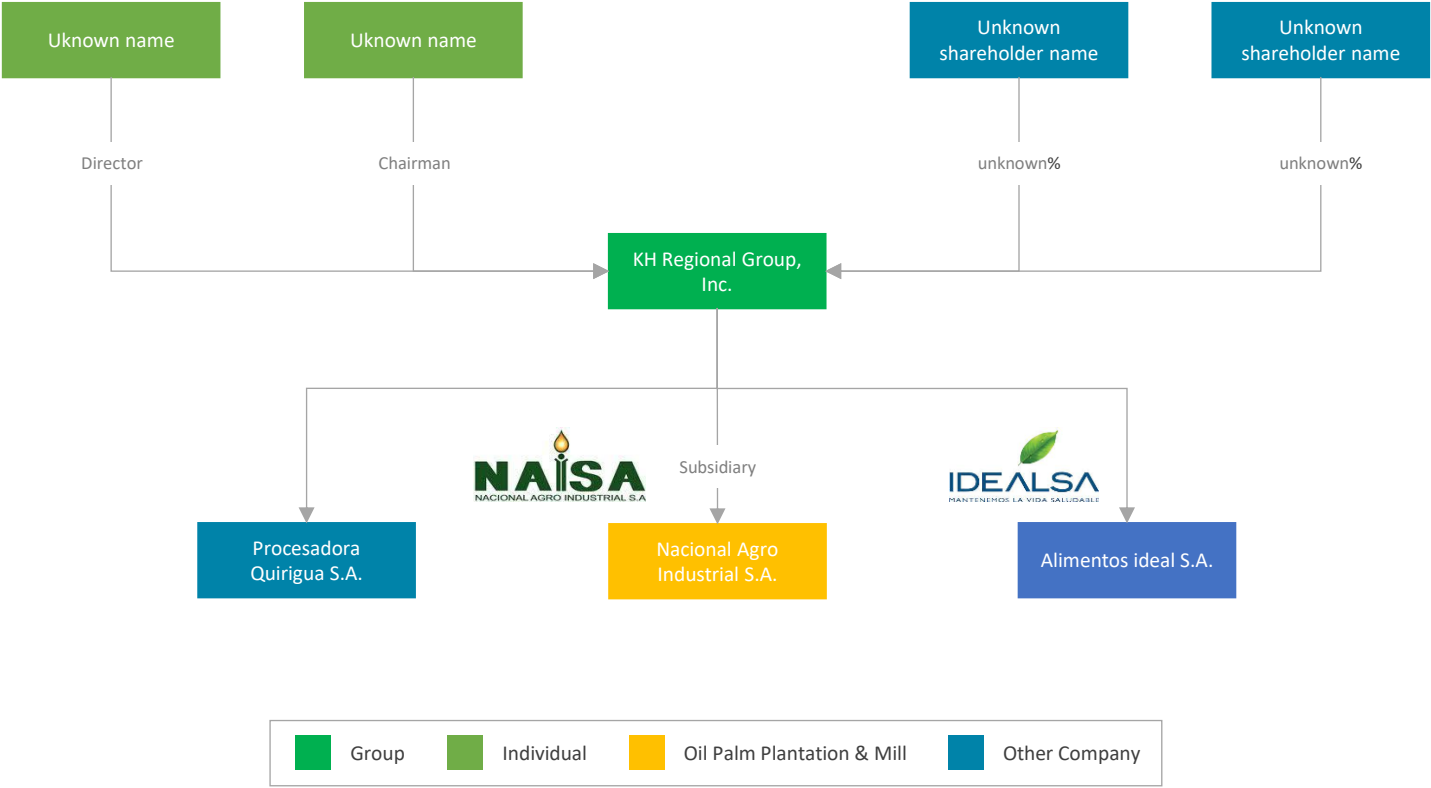 Uknown name
Uknown name
Unknown
shareholder name
Unknown
shareholder name
Director
Chairman
unknown%
unknown%
KH Regional Group,
Inc.
NAISA
NACIONAL AGRO INDUSTRIAL S.A
Subsidiary
IDEALSA
MANTENEMOS LA VIDA SALUDABLE
Procesadora
Quirigua S.A.
Nacional Agro
Industrial S.A.
Alimentos ideal S.A.
Group
Individual
Oil Palm Plantation & Mill
Other Company